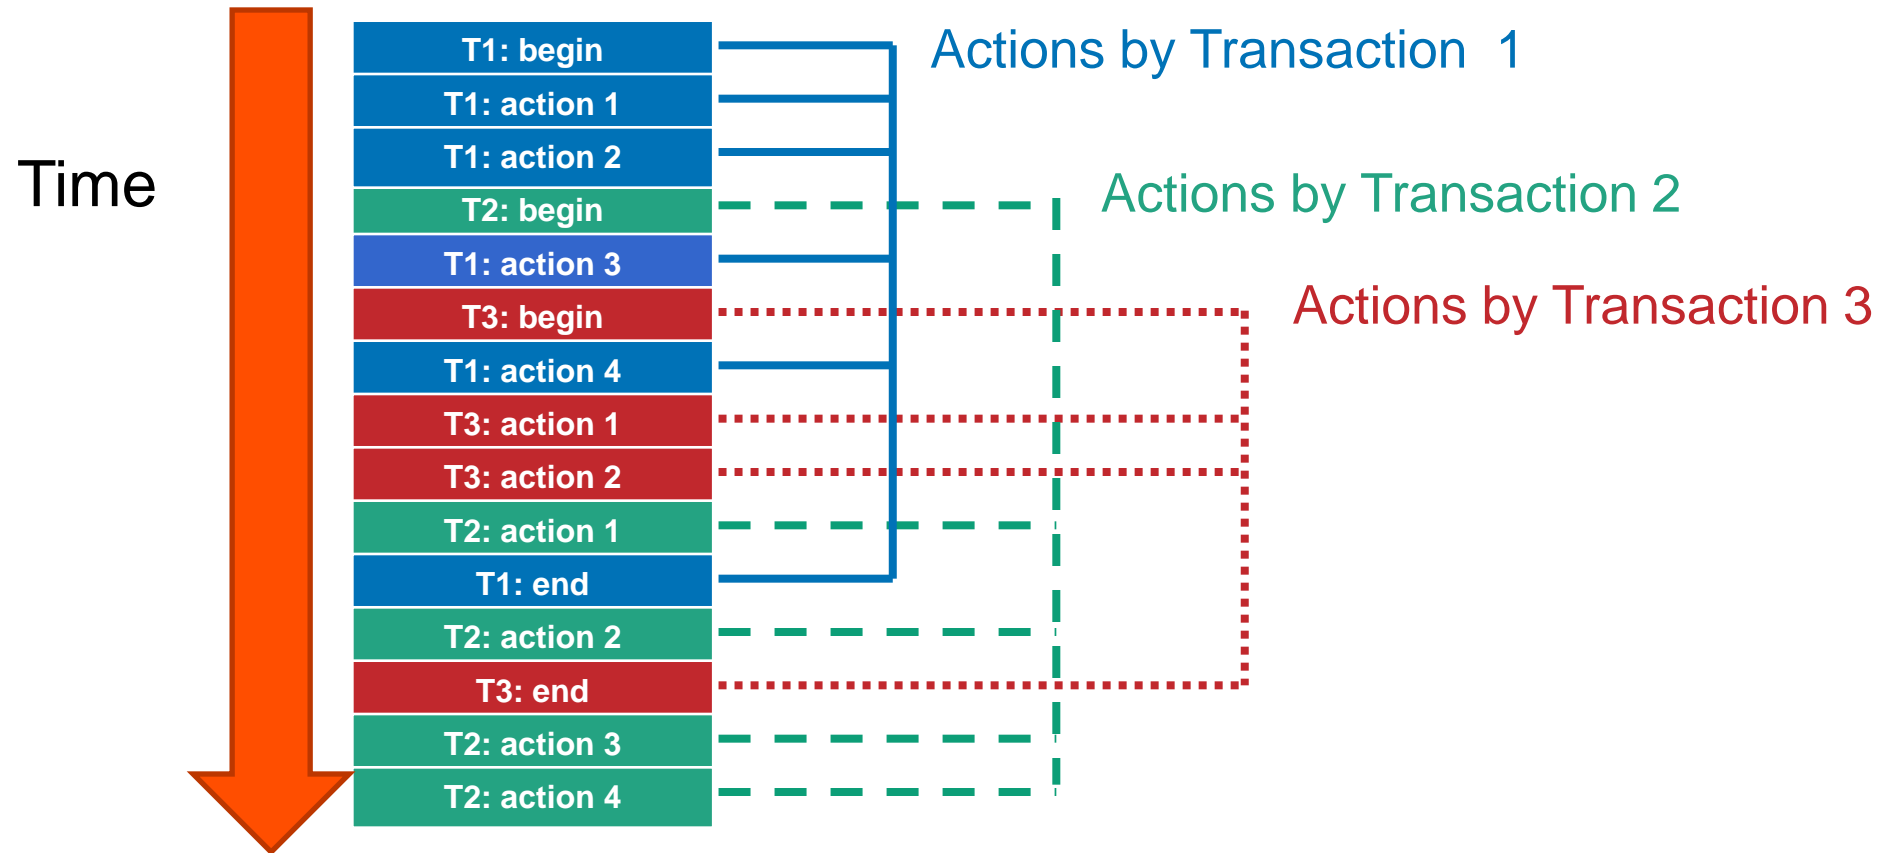 T1: begin
Actions by Transaction  1
T1: action 1
T1: action 2
Time
T2: begin
Actions by Transaction 2
T1: action 3
T3: begin
Actions by Transaction 3
T1: action 4
T3: action 1
T3: action 2
T2: action 1
T1: end
T2: action 2
T3: end
T2: action 3
T2: action 4